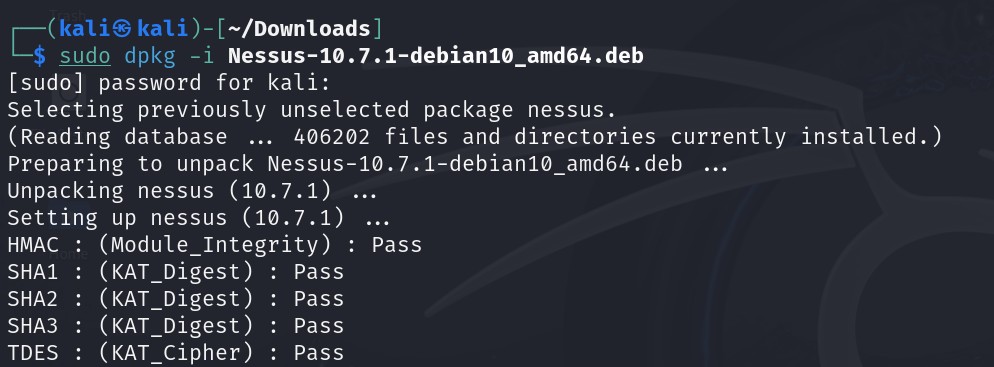 ┌──(kali㉿kali)-[~/Downloads]
└─$ sudo dpkg -i Nessus-10.7.1-debian10_amd64.deb
[sudo] password for kali:
Selecting previously unselected package nessus.
(Reading database ... 406202 files and directories currently installed.)
Preparing to unpack Nessus-10.7.1-debian10_amd64.deb ...
Unpacking nessus (10.7.1) ...
Setting up nessus (10.7.1) ...
HMAC : (Module_Integrity) : Pass
SHA1 : (KAT_Digest) : Pass
SHA2 : (KAT_Digest) : Pass
SHA3 : (KAT_Digest) : Pass
TDES : (KAT_Cipher) : Pass